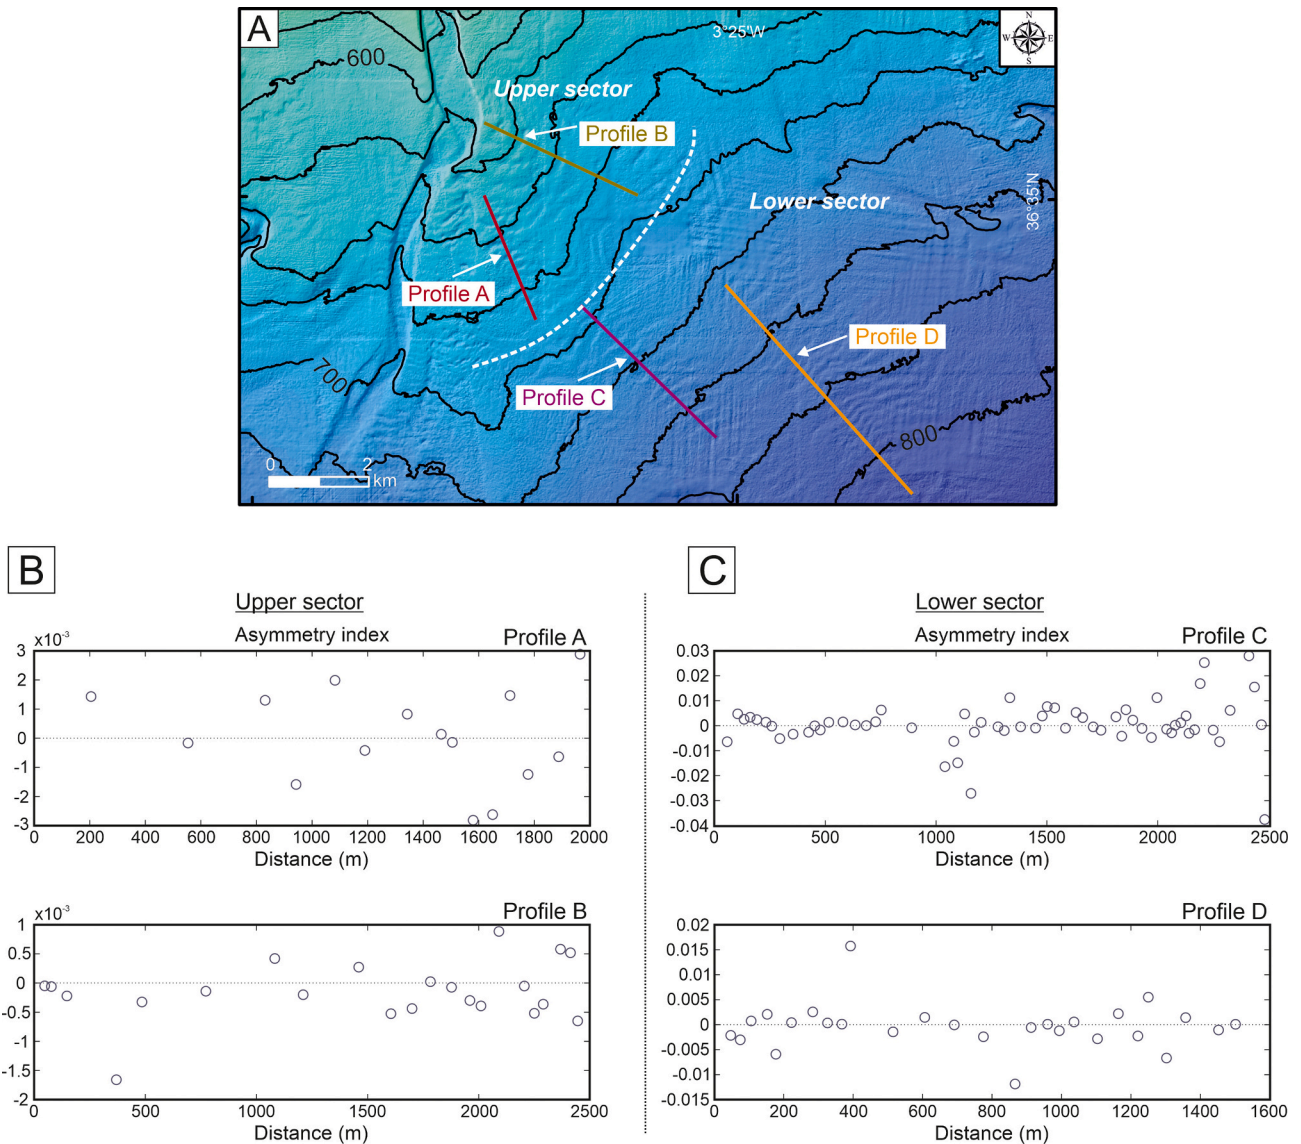 A
600
3°25'W
N
W
E
S
Upper sector
Profile B
Lower sector
36°35'N
Profile A
Profile D
700
Profile C
800
0
2
km
B
Upper sector
Asymmetry index
Profile A
x10⁻³
3
2
1
0
-1
-2
-3
0 200 400 600 800 1000 1200 1400 1600 1800 2000
Distance (m)
Profile B
x10⁻³
1
0.5
0
-0.5
-1
-1.5
-2
0 500 1000 1500 2000 2500
Distance (m)
C
Lower sector
Asymmetry index
Profile C
0.03
0.01
0.01
0
-0.01
-0.02
-0.03
-0.04
0 500 1000 1500 2000 2500
Distance (m)
Profile D
0.02
0.015
0.01
0.005
0
-0.005
-0.01
-0.015
0 200 400 600 800 1000 1200 1400 1600
Distance (m)